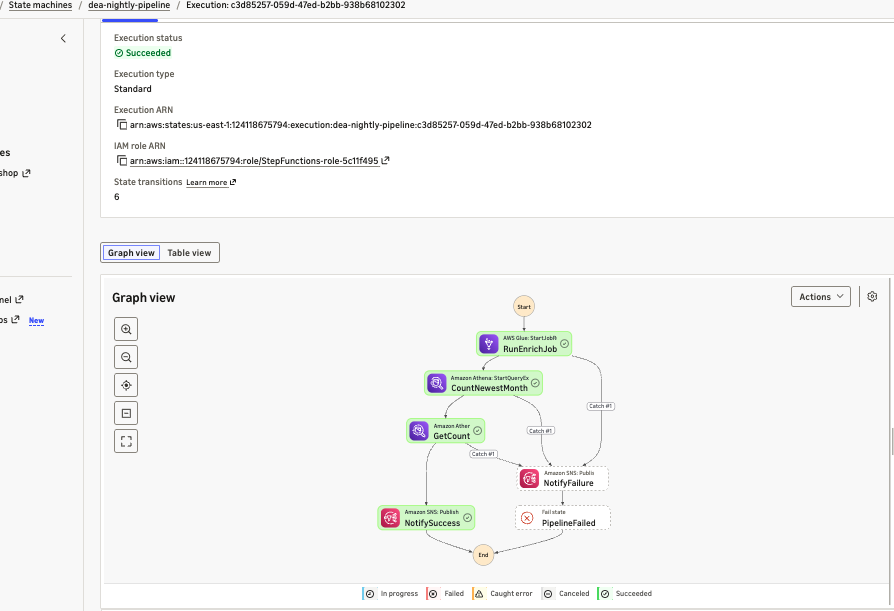 / State machines / dea-nightly-pipeline / Execution: c3d85257-059d-47ed-b2bb-938b68102302
Execution status
Succeeded
Execution type
Standard
Execution ARN
arn:aws:states:us-east-1:124118675794:execution:dea-nightly-pipeline:c3d85257-059d-47ed-b2bb-938b68102302
IAM role ARN
arn:aws:iam::124118675794:role/StepFunctions-role-5c11f495
State transitions Learn more
6
es
shop
nel
os New
Graph view Table view
Graph view
Actions
Start
AWS Glue: StartJobR
RunEnrichJob
Amazon Athena: StartQueryEx
CountNewestMonth
Catch #1
Amazon Ather
GetCount
Catch #1
Catch #1
Amazon SNS: Publis
NotifyFailure
Amazon SNS: Publish
NotifySuccess
Fail state
PipelineFailed
End
In progress Failed Caught error Canceled Succeeded